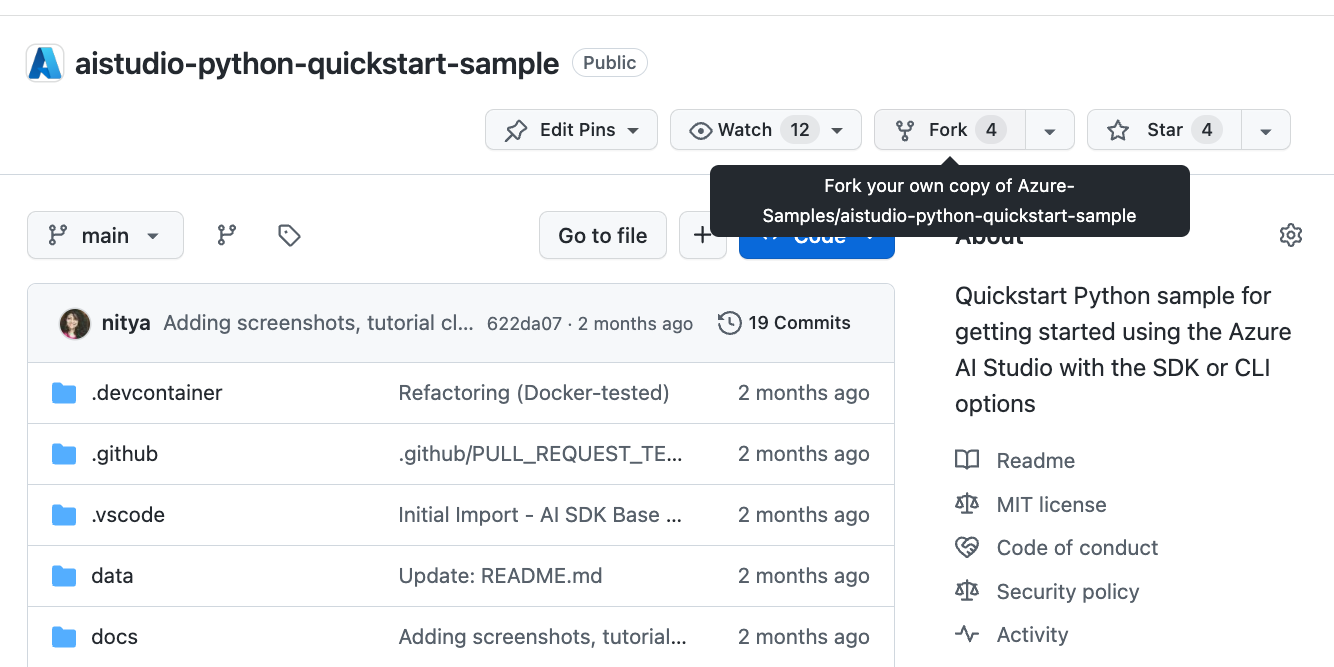 aistudio-python-quickstart-sample Public
Edit Pins Watch 12 Fork 4 Star 4
Fork your own copy of Azure-
Samples/aistudio-python-quickstart-sample
main Go to file + Code About
nitya Adding screenshots, tutorial cl... 622da07 · 2 months ago 19 Commits
.devcontainer Refactoring (Docker-tested) 2 months ago
.github .github/PULL_REQUEST_TE... 2 months ago
.vscode Initial Import - AI SDK Base ... 2 months ago
data Update: README.md 2 months ago
docs Adding screenshots, tutorial... 2 months ago
Quickstart Python sample for
getting started using the Azure
AI Studio with the SDK or CLI
options
Readme
MIT license
Code of conduct
Security policy
Activity